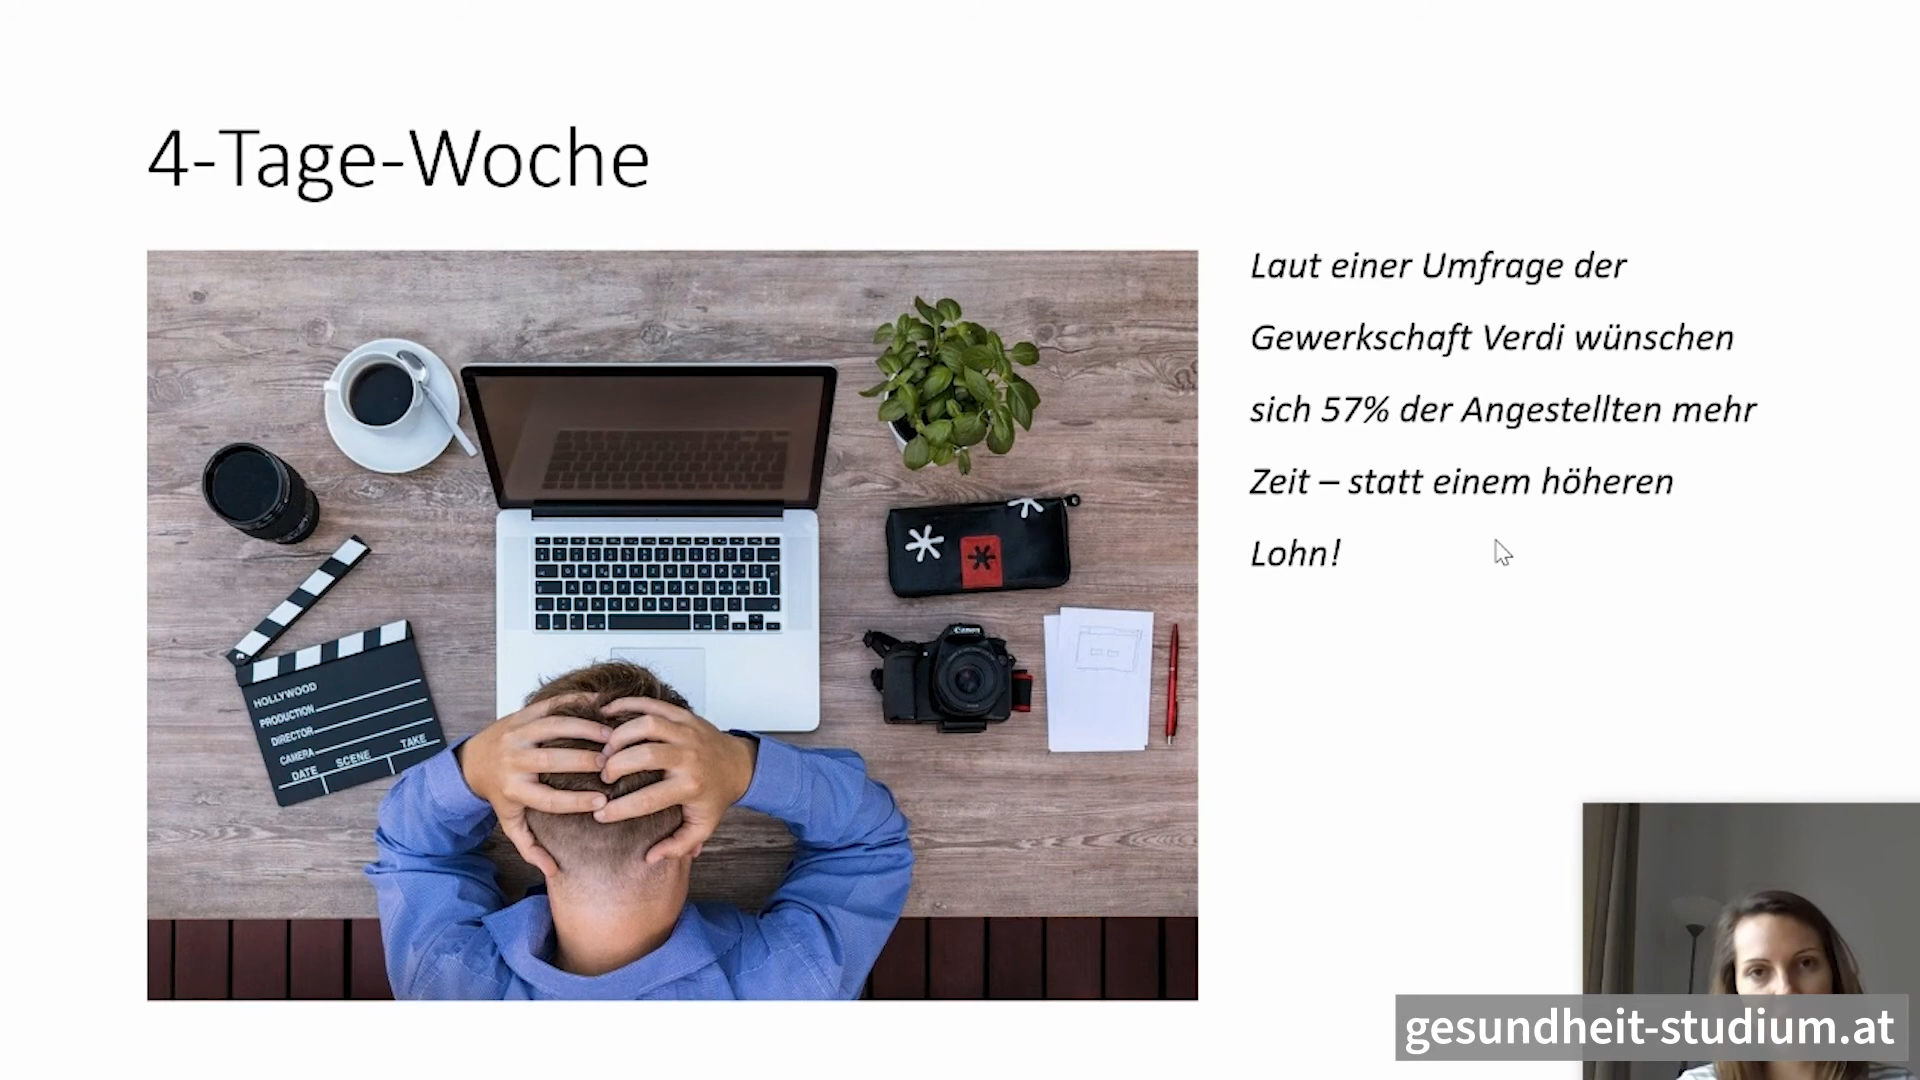 4-Tage-Woche
Laut einer Umfrage der
Gewerkschaft Verdi wünschen
sich 57% der Angestellten mehr
Zeit – statt einem höheren
Lohn!
HOLLYWOOD
PRODUCTION
DIRECTOR
CAMERA
DATE SCENE TAKE
Canon
gesundheit-studium.at